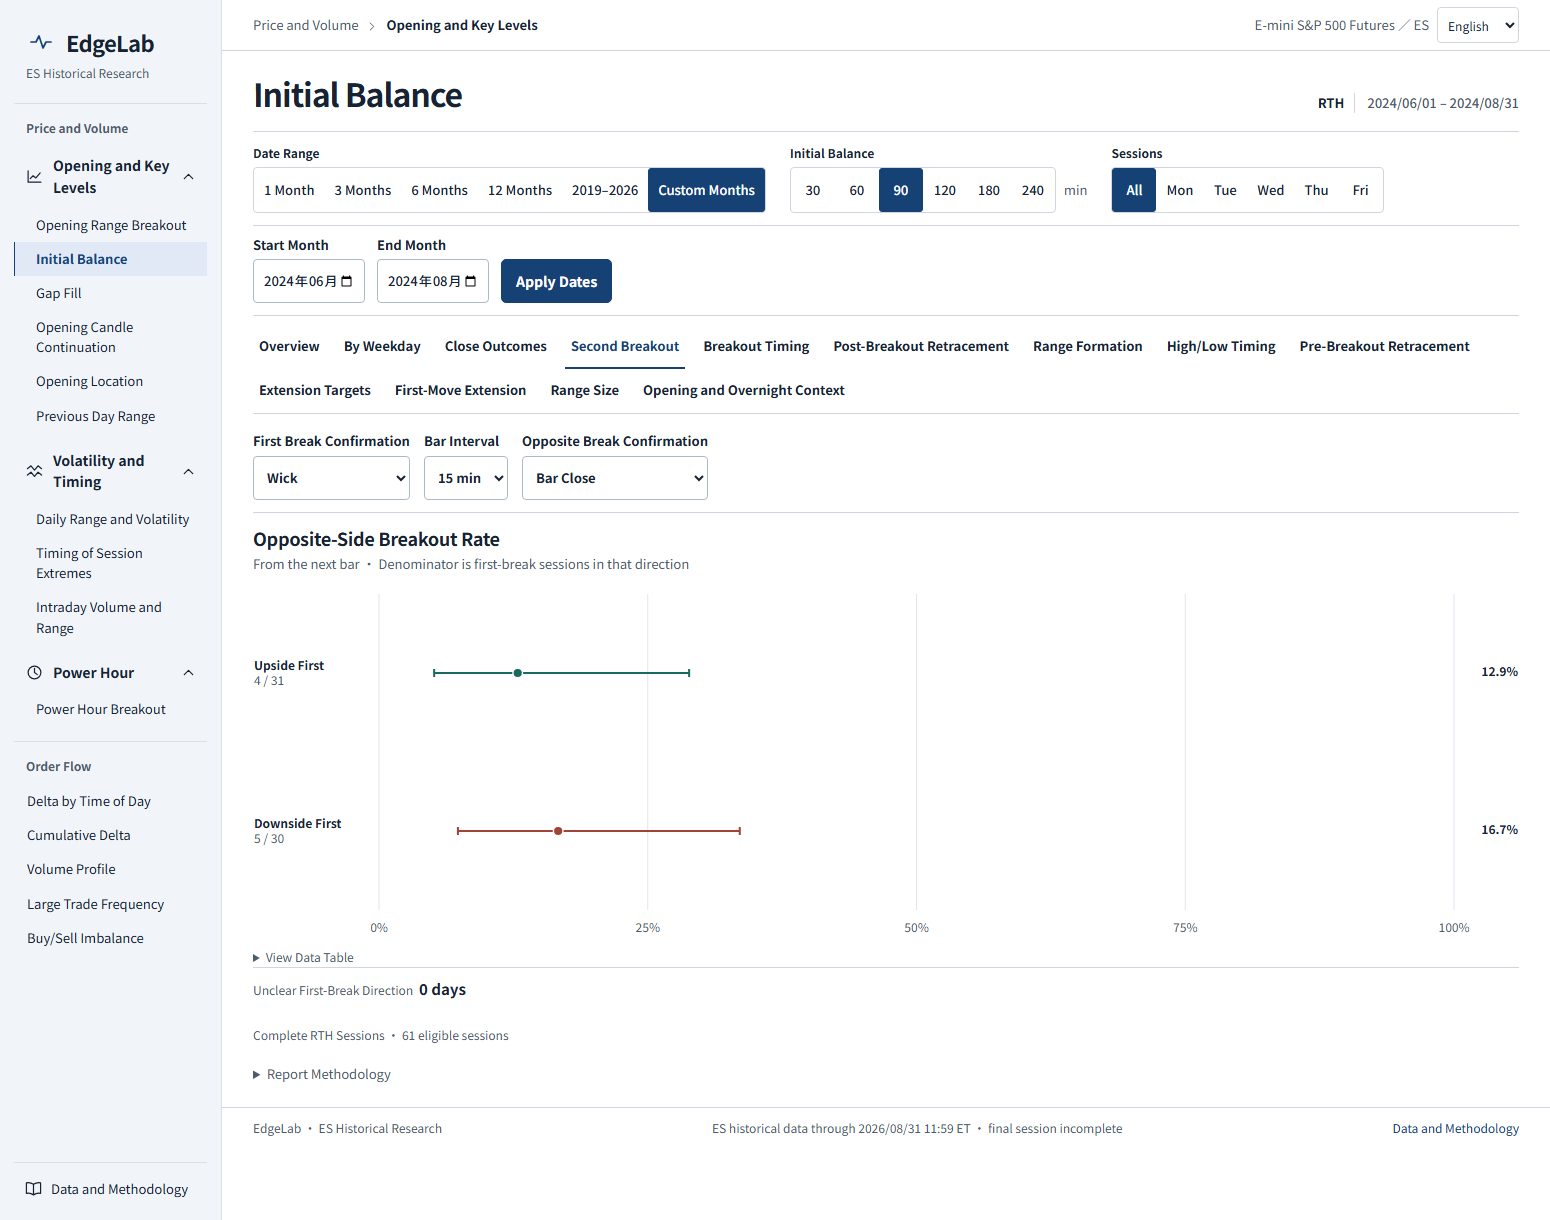 EdgeLab
ES Historical Research
Price and Volume
Opening and Key
Levels
Opening Range Breakout
Initial Balance
Gap Fill
Opening Candle
Continuation
Opening Location
Previous Day Range
Volatility and
Timing
Daily Range and Volatility
Timing of Session
Extremes
Intraday Volume and
Range
Power Hour
Power Hour Breakout
Order Flow
Delta by Time of Day
Cumulative Delta
Volume Profile
Large Trade Frequency
Buy/Sell Imbalance
Data and Methodology
Price and Volume > Opening and Key Levels
E-mini S&P 500 Futures / ES English
Initial Balance
RTH 2024/06/01 – 2024/08/31
Date Range Initial Balance Sessions
1 Month 3 Months 6 Months 12 Months 2019–2026 Custom Months 30 60 90 120 180 240 min All Mon Tue Wed Thu Fri
Start Month End Month
2024年06月 2024年08月 Apply Dates
Overview By Weekday Close Outcomes Second Breakout Breakout Timing Post-Breakout Retracement Range Formation High/Low Timing Pre-Breakout Retracement
Extension Targets First-Move Extension Range Size Opening and Overnight Context
First Break Confirmation Bar Interval Opposite Break Confirmation
Wick 15 min Bar Close
Opposite-Side Breakout Rate
From the next bar • Denominator is first-break sessions in that direction
Upside First
4 / 31
12.9%
Downside First
5 / 30
16.7%
0% 25% 50% 75% 100%
View Data Table
Unclear First-Break Direction 0 days
Complete RTH Sessions • 61 eligible sessions
Report Methodology
EdgeLab • ES Historical Research
ES historical data through 2026/08/31 11:59 ET • final session incomplete
Data and Methodology